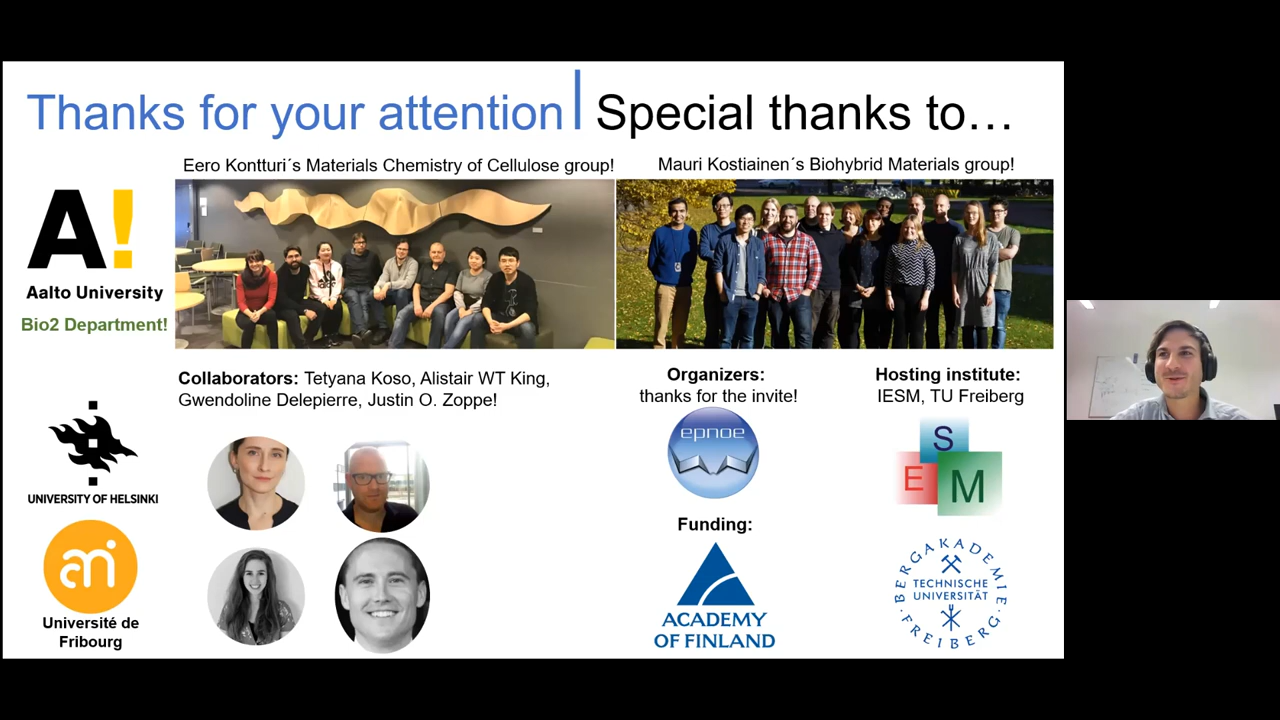 Thanks for your attention
Special thanks to…
Eero Kontturi´s Materials Chemistry of Cellulose group!
Mauri Kostiainen´s Biohybrid Materials group!
A!
Aalto University
Bio2 Department!
Collaborators: Tetyana Koso, Alistair WT King,
Gwendoline Delepierre, Justin O. Zoppe!
Organizers:
thanks for the invite!
Hosting institute:
IESM, TU Freiberg
epnoe
S
E
M
UNIVERSITY OF HELSINKI
Funding:
ami
Université de
Fribourg
ACADEMY
OF FINLAND
BERGAKADEMIE
TECHNISCHE
UNIVERSITÄT
FREIBERG